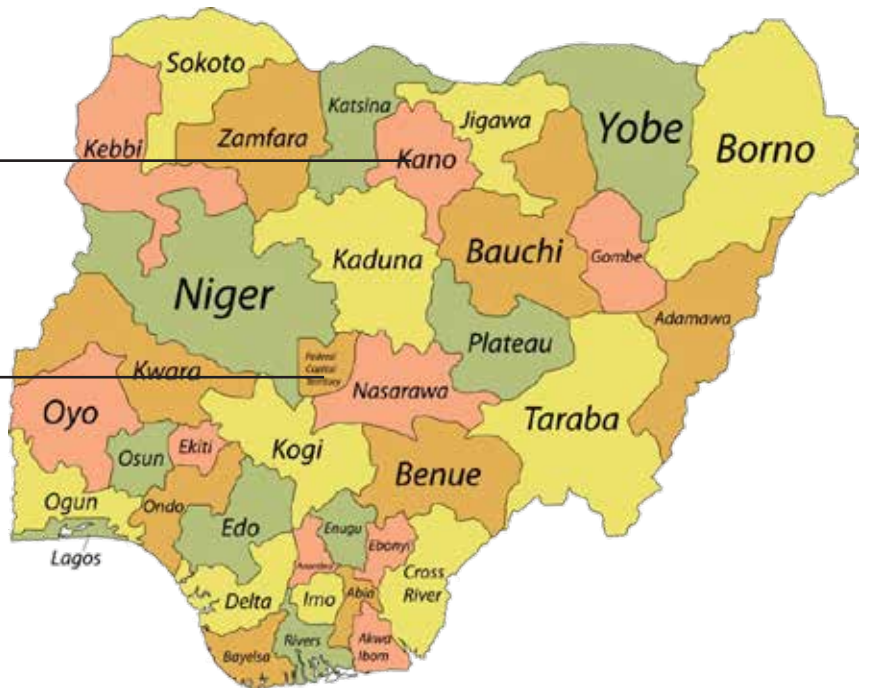 Sokoto
Katsina
Jigawa
Yobe
Borno
Kebbi
Zamfara
Kano
Bauchi
Gombe
Kaduna
Niger
Adamawa
Plateau
Federal
Capital
Territory
Kwara
Nasarawa
Taraba
Oyo
Kogi
Ekiti
Osun
Benue
Ogun
Ondo
Edo
Enugu
Ebonyi
Lagos
Cross
River
Delta
Imo
Abia
Rivers
Akwa
Ibom
Bayelsa